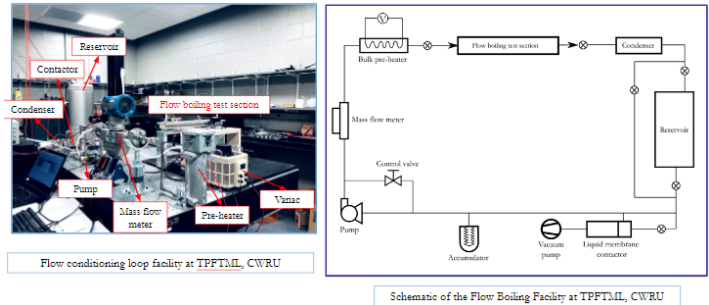 Reservoir
Contactor
Flow boiling test section
Condenser
Pump
Mass flow
meter
Pre-heater
Variac
Flow conditioning loop facility at TPFTML, CWRU
V
Bulk pre-heater
Flow boiling test section
Condenser
Mass flow meter
Reservoir
Control valve
Pump
Accumulator
Vacuum
pump
Liquid membrane
contactor
Schematic of the Flow Boiling Facility at TPFTML, CWRU